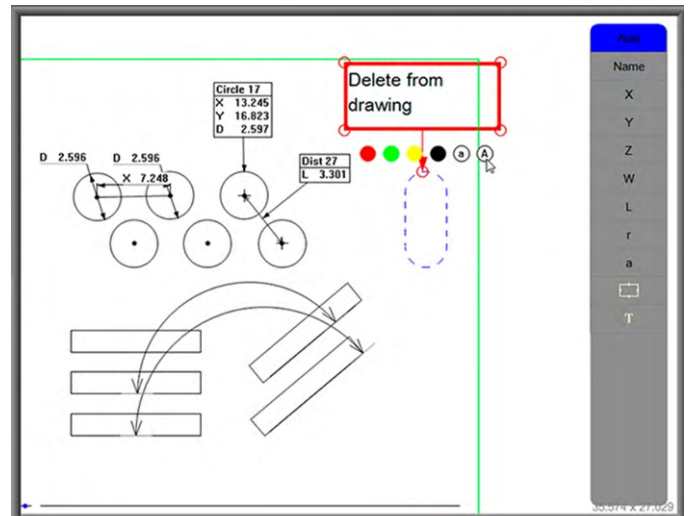 Auto
Name
X
Y
Z
W
L
r
a
T
Delete from
drawing
a A
Circle 17
X 13.245
Y 16.823
D 2.597
D 2.596
D 2.596
X 7.248
Dist 27
L 3.301
35.574 x 27.029